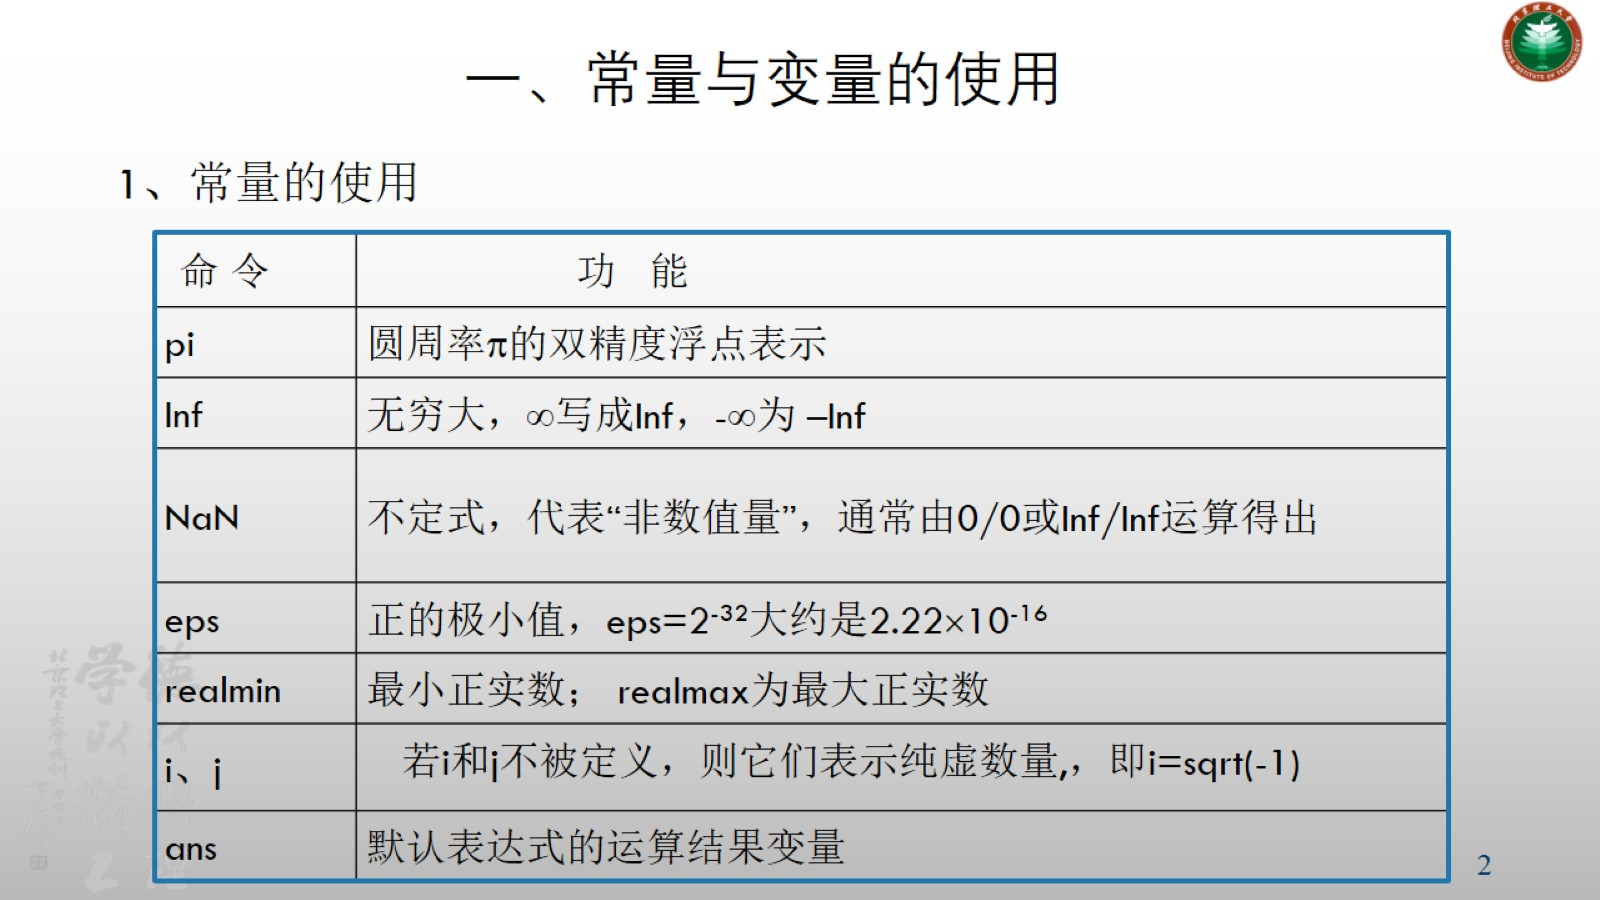 一、常量与变量的使用
1、常量的使用
命 令 功 能
pi 圆周率π的双精度浮点表示
Inf 无穷大，∞写成Inf，-∞为 –Inf
NaN 不定式，代表“非数值量”，通常由0/0或Inf/Inf运算得出
eps 正的极小值，eps=2-32大约是2.22×10-16
realmin 最小正实数； realmax为最大正实数
i、j 若i和j不被定义，则它们表示纯虚数量,，即i=sqrt(-1)
ans 默认表达式的运算结果变量
2